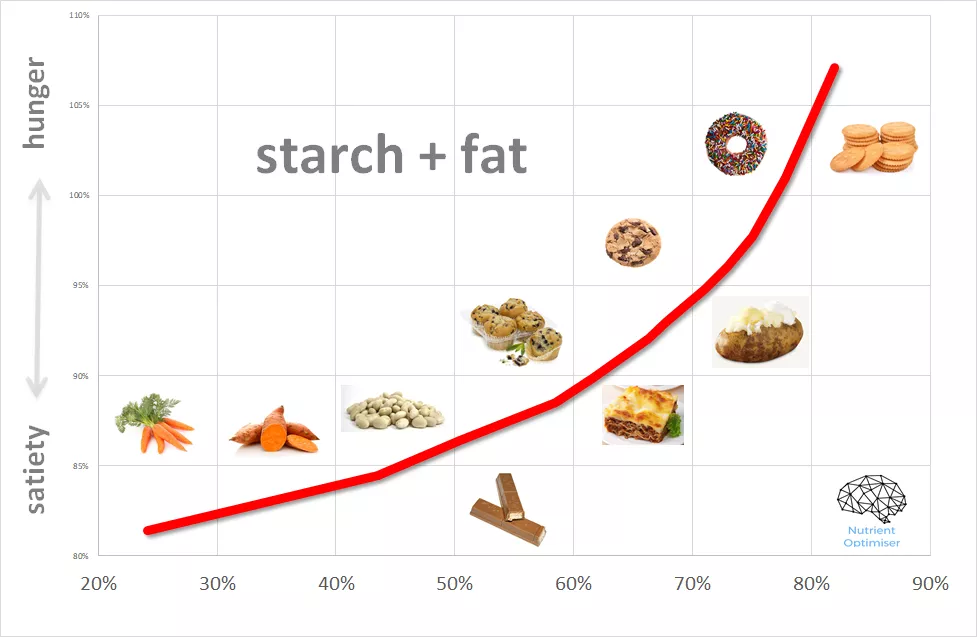 110%
hunger
105%
starch + fat
100%
95%
90%
satiety
85%
Nutrient
Optimiser
80%
20% 30% 40% 50% 60% 70% 80% 90%